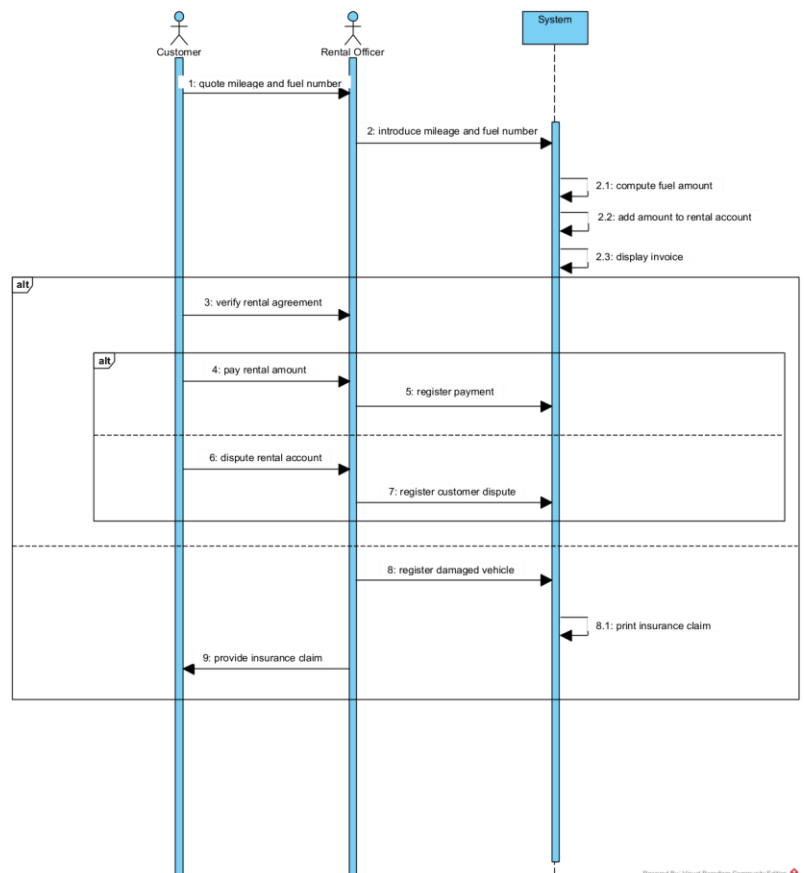 System
Customer
Rental Officer
1: quote mileage and fuel number
2: introduce mileage and fuel number
2.1: compute fuel amount
2.2: add amount to rental account
2.3: display invoice
alt
3: verify rental agreement
alt
4: pay rental amount
5: register payment
6: dispute rental account
7: register customer dispute
8: register damaged vehicle
8.1: print insurance claim
9: provide insurance claim